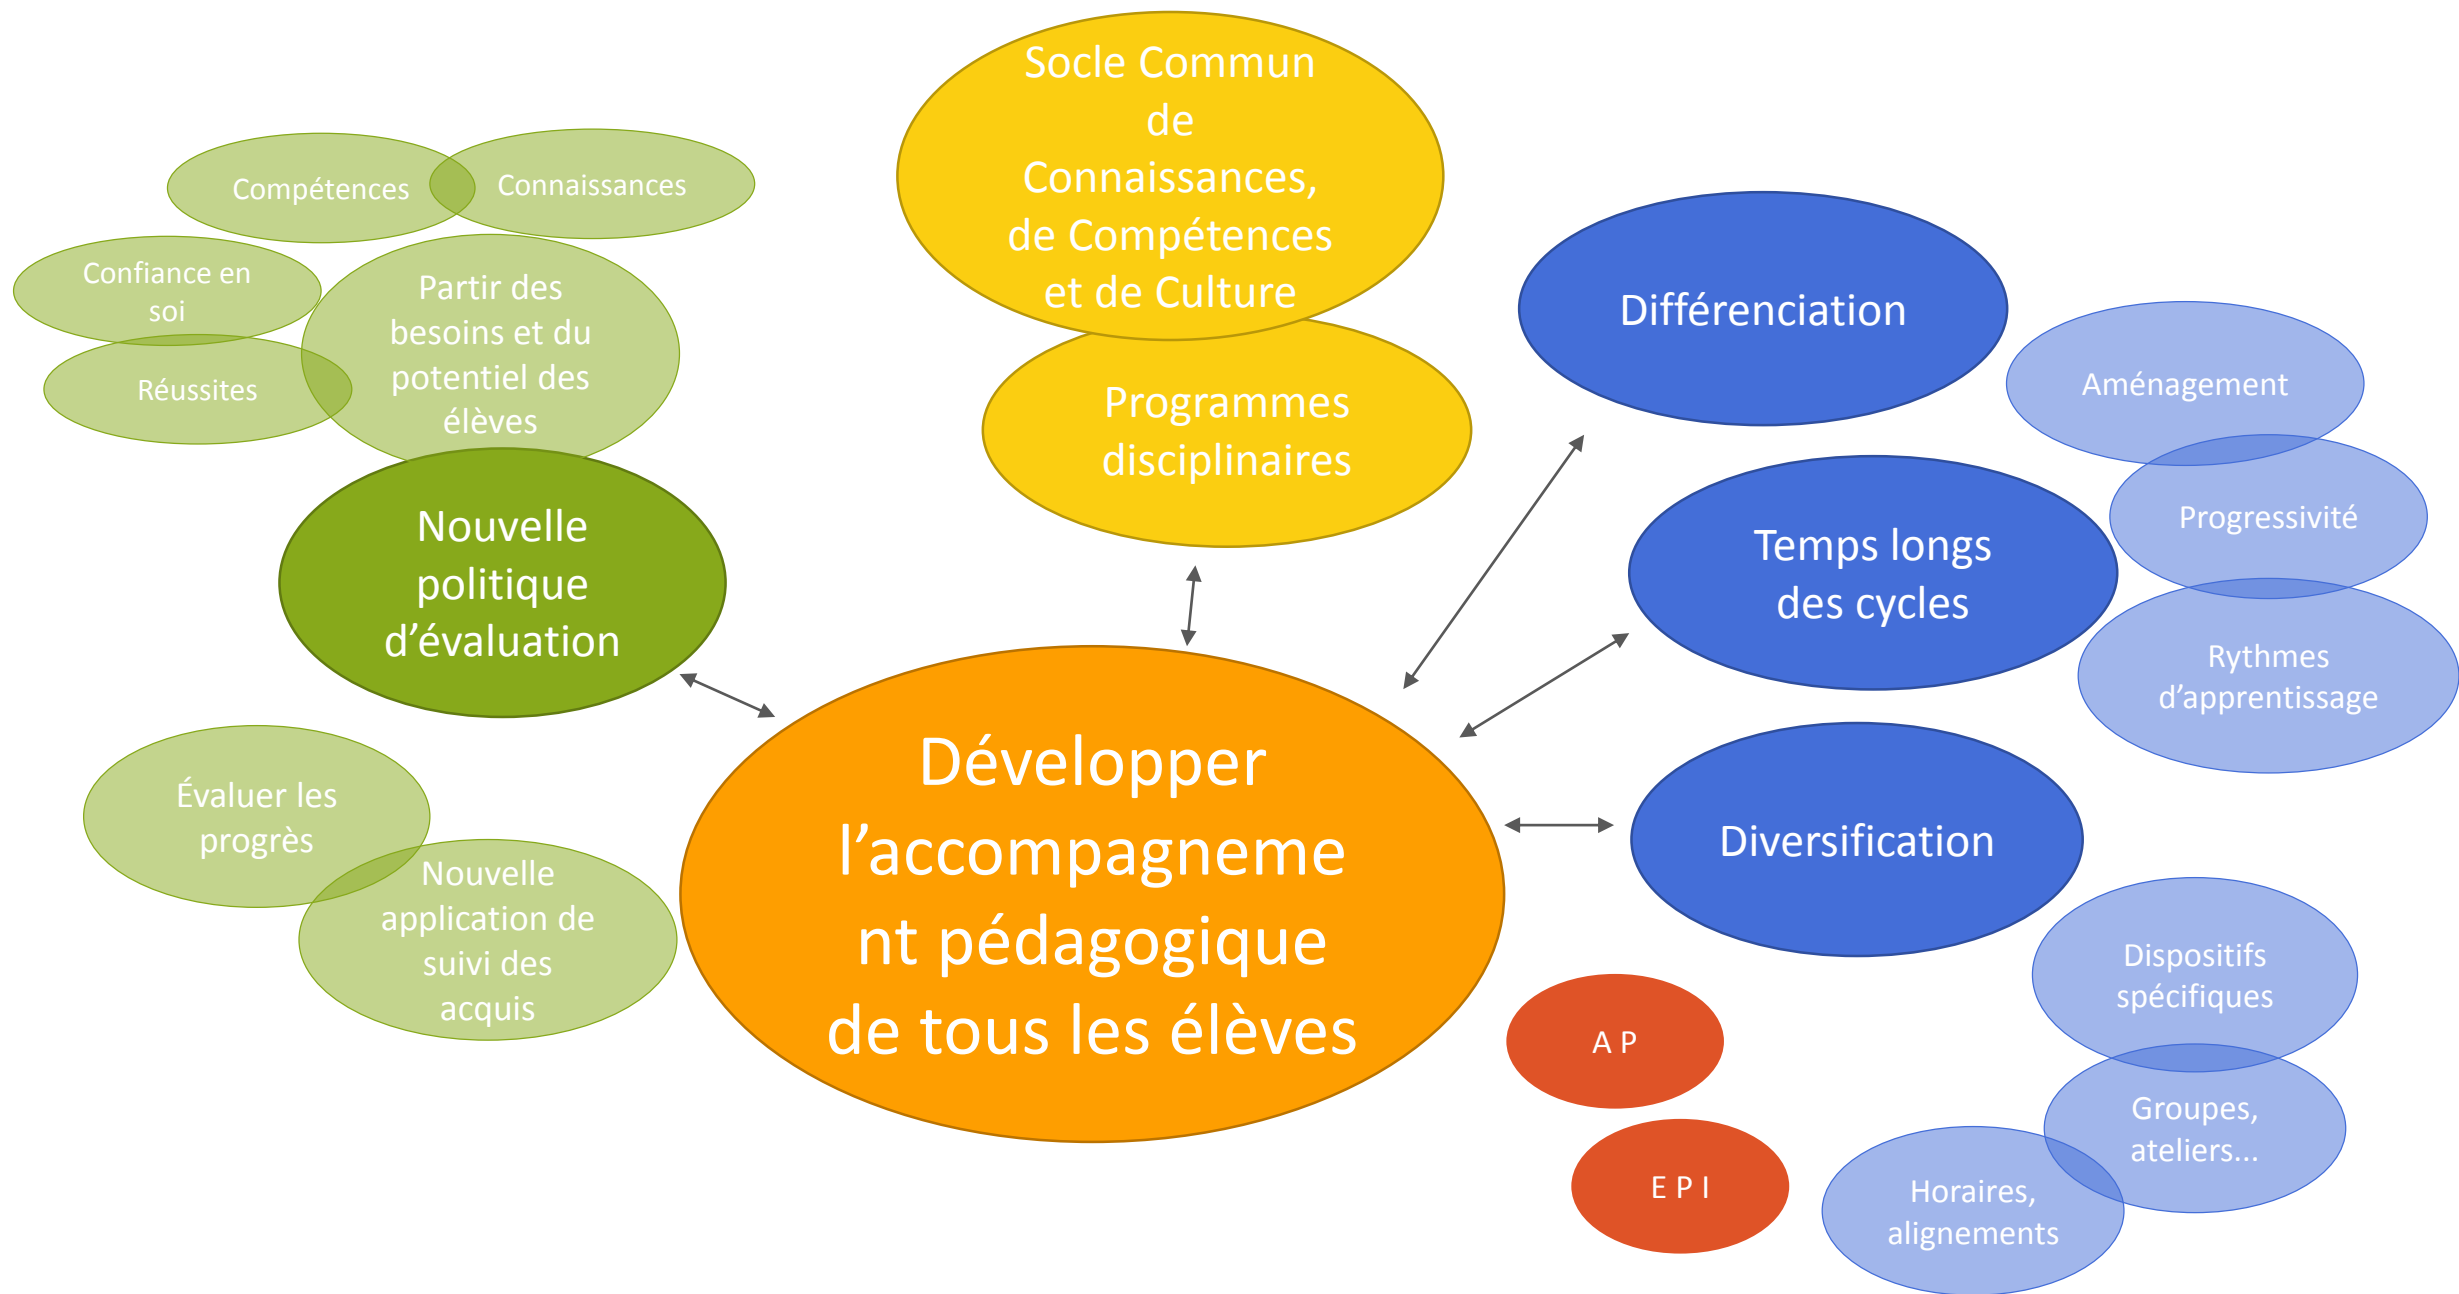 Socle Commun
de
Connaissances,
de Compétences
et de Culture
Programmes
disciplinaires
Compétences
Connaissances
Confiance en
soi
Réussites
Partir des
besoins et du
potentiel des
élèves
Nouvelle
politique
d’évaluation
Évaluer les
progrès
Nouvelle
application de
suivi des
acquis
Développer
l’accompagneme
nt pédagogique
de tous les élèves
Différenciation
Temps longs
des cycles
Diversification
Aménagement
Progressivité
Rythmes
d’apprentissage
Dispositifs
spécifiques
Groupes,
ateliers...
Horaires,
alignements
A P
E P I